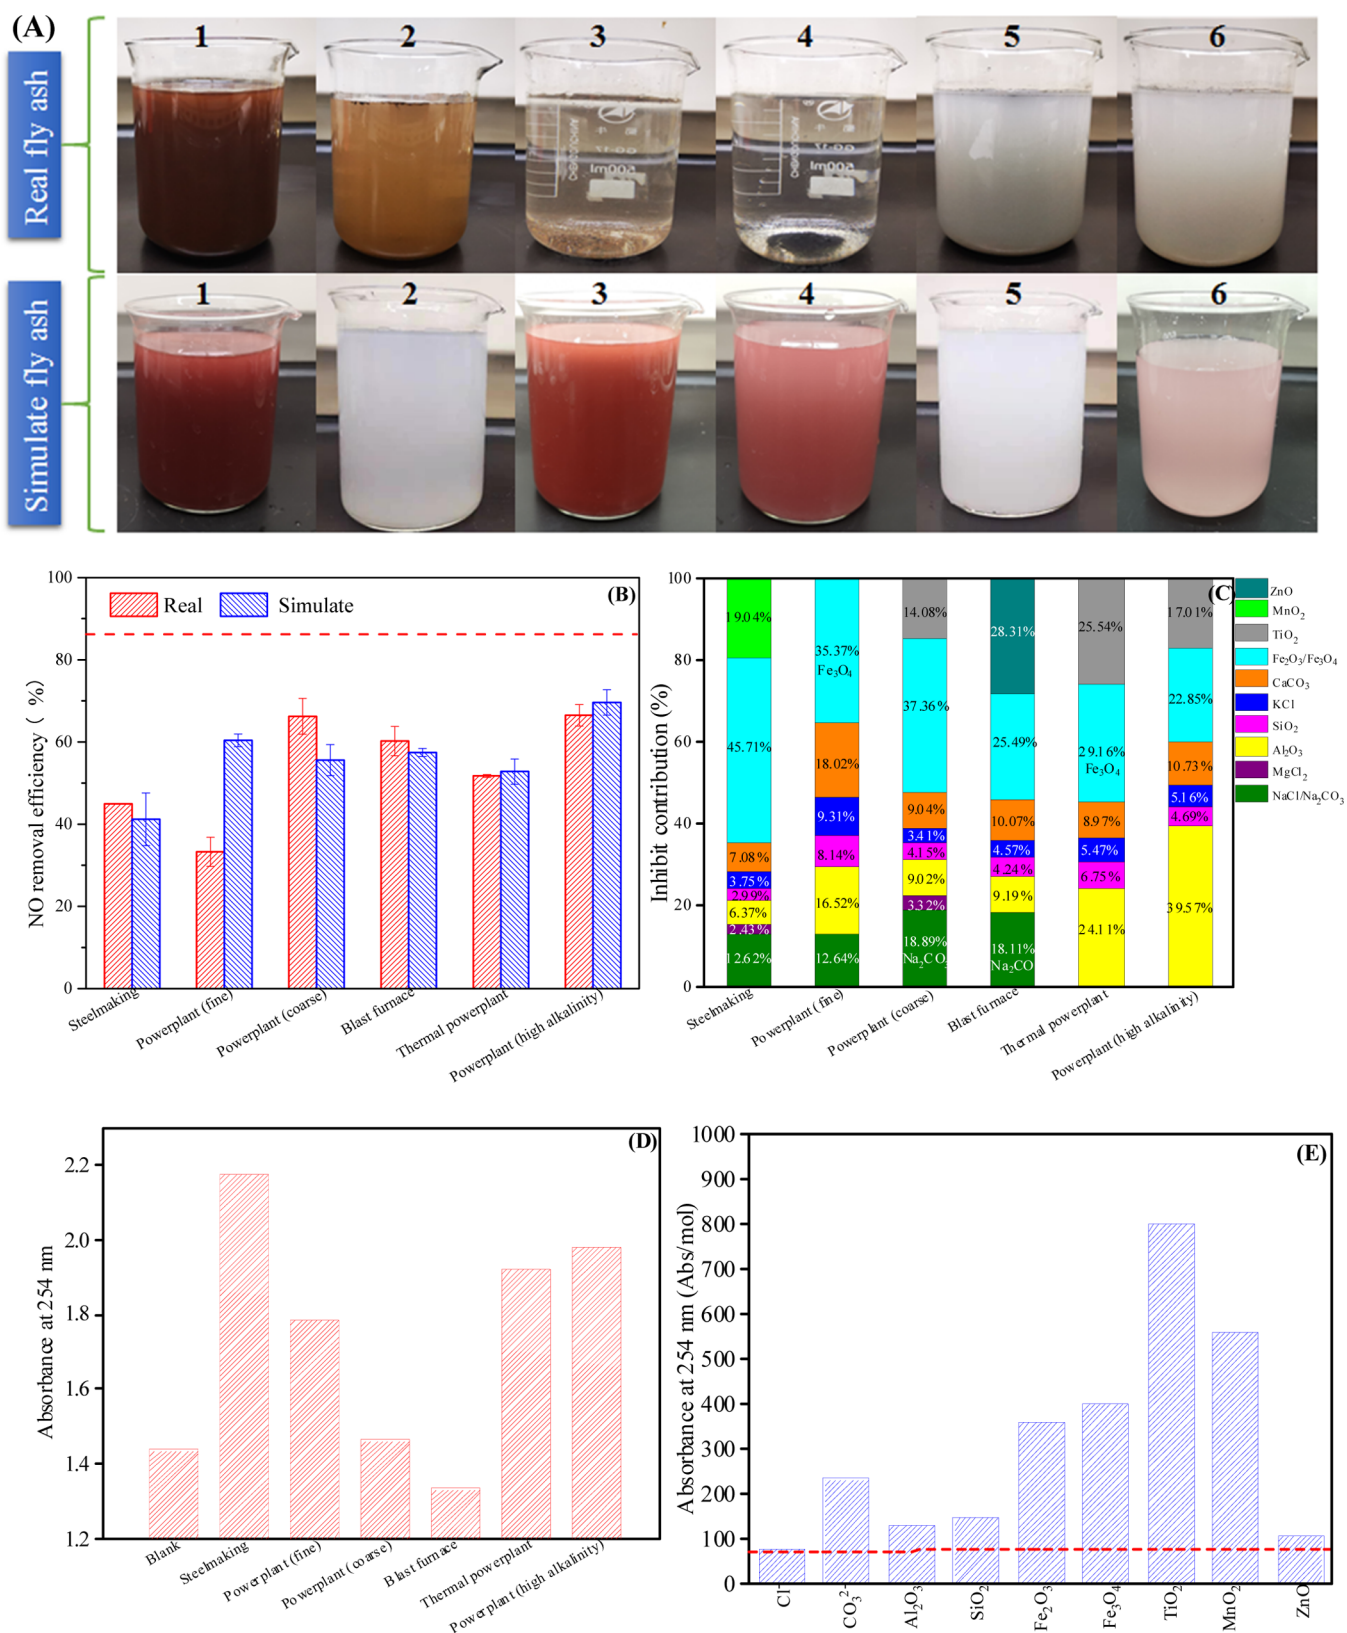 (A)
Real fly ash
1 2 3 4 5 6
500ml
500ml
Simulate fly ash
1 2 3 4 5 6
(B)
Real Simulate
NO removal efficiency ( %)
100
80
60
40
20
0
Steelmaking
Powerplant (fine)
Powerplant (coarse)
Blast furnace
Thermal powerplant
Powerplant (high alkalinity)
(C)
Inhibit contribution (%)
100
80
60
40
20
0
19.04%
45.71%
7.08%
3.75%
2.99%
6.37%
2.43%
12.62%
35.37%
Fe₃O₄
18.02%
9.31%
8.14%
16.52%
12.64%
14.08%
37.36%
9.04%
3.41%
4.15%
9.02%
3.32%
18.89%
Na₂CO₃
28.31%
25.49%
10.07%
4.57%
4.24%
9.19%
18.11%
Na₂CO
25.54%
29.16%
Fe₃O₄
8.97%
5.47%
6.75%
24.11%
17.01%
22.85%
10.73%
5.16%
4.69%
39.57%
Steelmaking
Powerplant (fine)
Powerplant (coarse)
Blast furnace
Thermal powerplant
Powerplant (high alkalinity)
ZnO
MnO₂
TiO₂
Fe₂O₃/Fe₃O₄
CaCO₃
KCl
SiO₂
Al₂O₃
MgCl₂
NaCl/Na₂CO₃
(D)
Absorbance at 254 nm
2.2
2.0
1.8
1.6
1.4
1.2
Blank
Steelmaking
Powerplant (fine)
Powerplant (coarse)
Blast furnace
Thermal powerplant
Powerplant (high alkalinity)
(E)
Absorbance at 254 nm (Abs/mol)
1000
900
800
700
600
500
400
300
200
100
0
Cl⁻
CO₃²⁻
Al₂O₃
SiO₂
Fe₂O₃
Fe₃O₄
TiO₂
MnO₂
ZnO